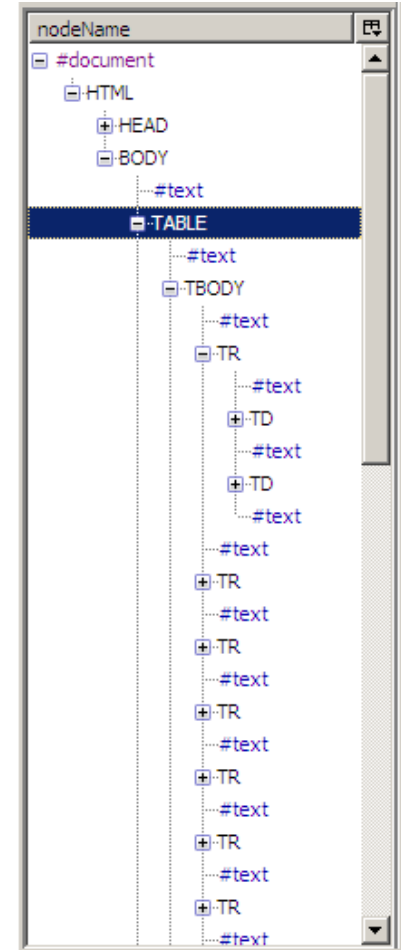 nodeName
#document
HTML
HEAD
BODY
#text
TABLE
#text
TBODY
#text
TR
#text
TD
#text
TD
#text
#text
TR
#text
TR
#text
TR
#text
TR
#text
TR
#text
TR
#text